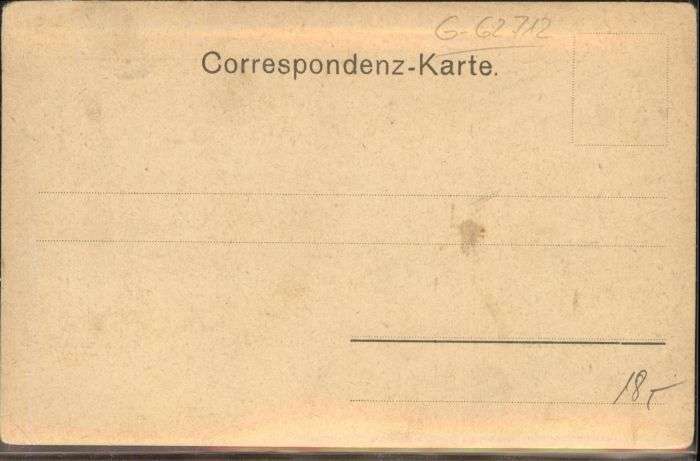 G-62712
Correspondenz-Karte.
18,-